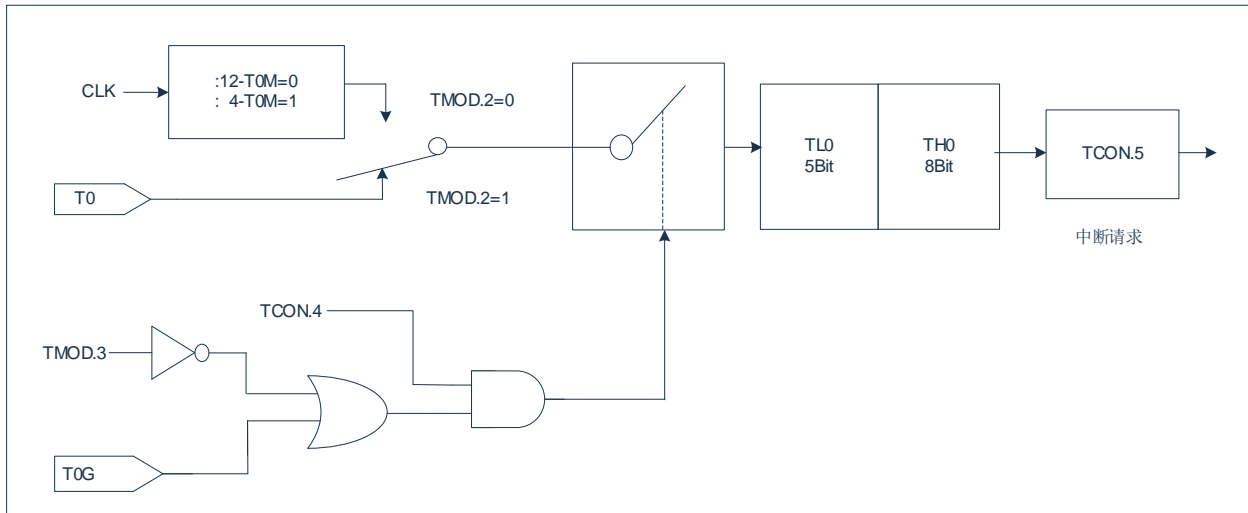 :12-T0M=0
: 4-T0M=1
CLK
TMOD.2=0
T0
TMOD.2=1
TL0
5Bit
TH0
8Bit
TCON.5
中断请求
TCON.4
TMOD.3
T0G